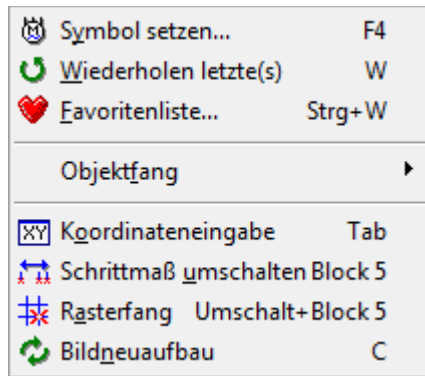 Symbol setzen... F4
Wiederholen letzte(s) W
Favoritenliste... Strg+W
Objektfang
XY Koordinateneingabe Tab
Schrittmaß umschalten Block 5
Rasterfang Umschalt+Block 5
Bildneuaufbau C